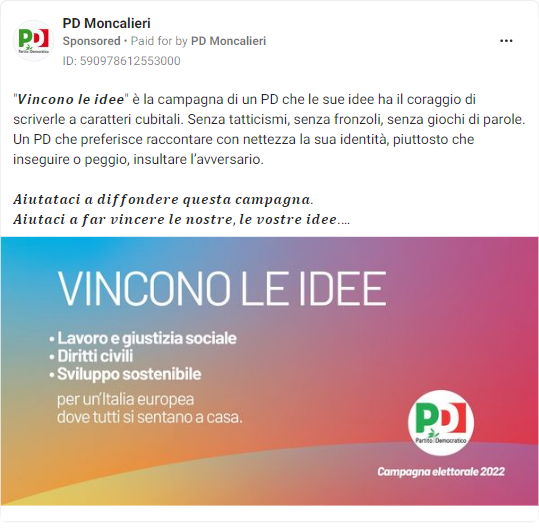 PD Moncalieri
Sponsored • Paid for by PD Moncalieri
ID: 590978612553000
PD
Partito Democratico
"Vincono le idee" è la campagna di un PD che le sue idee ha il coraggio di
scriverle a caratteri cubitali. Senza tatticismi, senza fronzoli, senza giochi di parole.
Un PD che preferisce raccontare con nettezza la sua identità, piuttosto che
inseguire o peggio, insultare l'avversario.
Aiutataci a diffondere questa campagna.
Aiutaci a far vincere le nostre, le vostre idee....
VINCONO LE IDEE
• Lavoro e giustizia sociale
• Diritti civili
• Sviluppo sostenibile
per un'Italia europea
dove tutti si sentano a casa.
PD
Partito Democratico
Campagna elettorale 2022